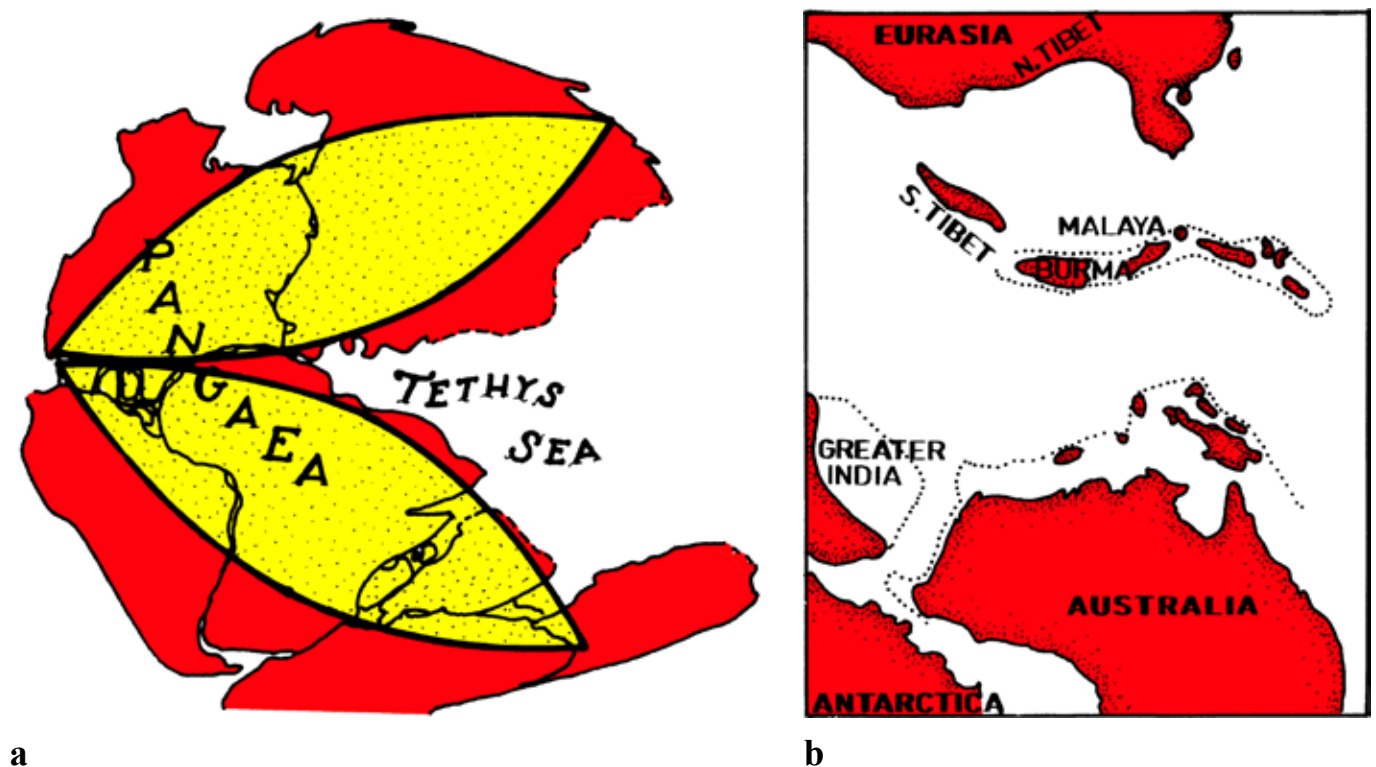 PANGAEA
TETHYS
SEA
a
EURASIA
N. TIBET
S. TIBET
MALAYA
BURMA
GREATER
INDIA
AUSTRALIA
ANTARCTICA
b